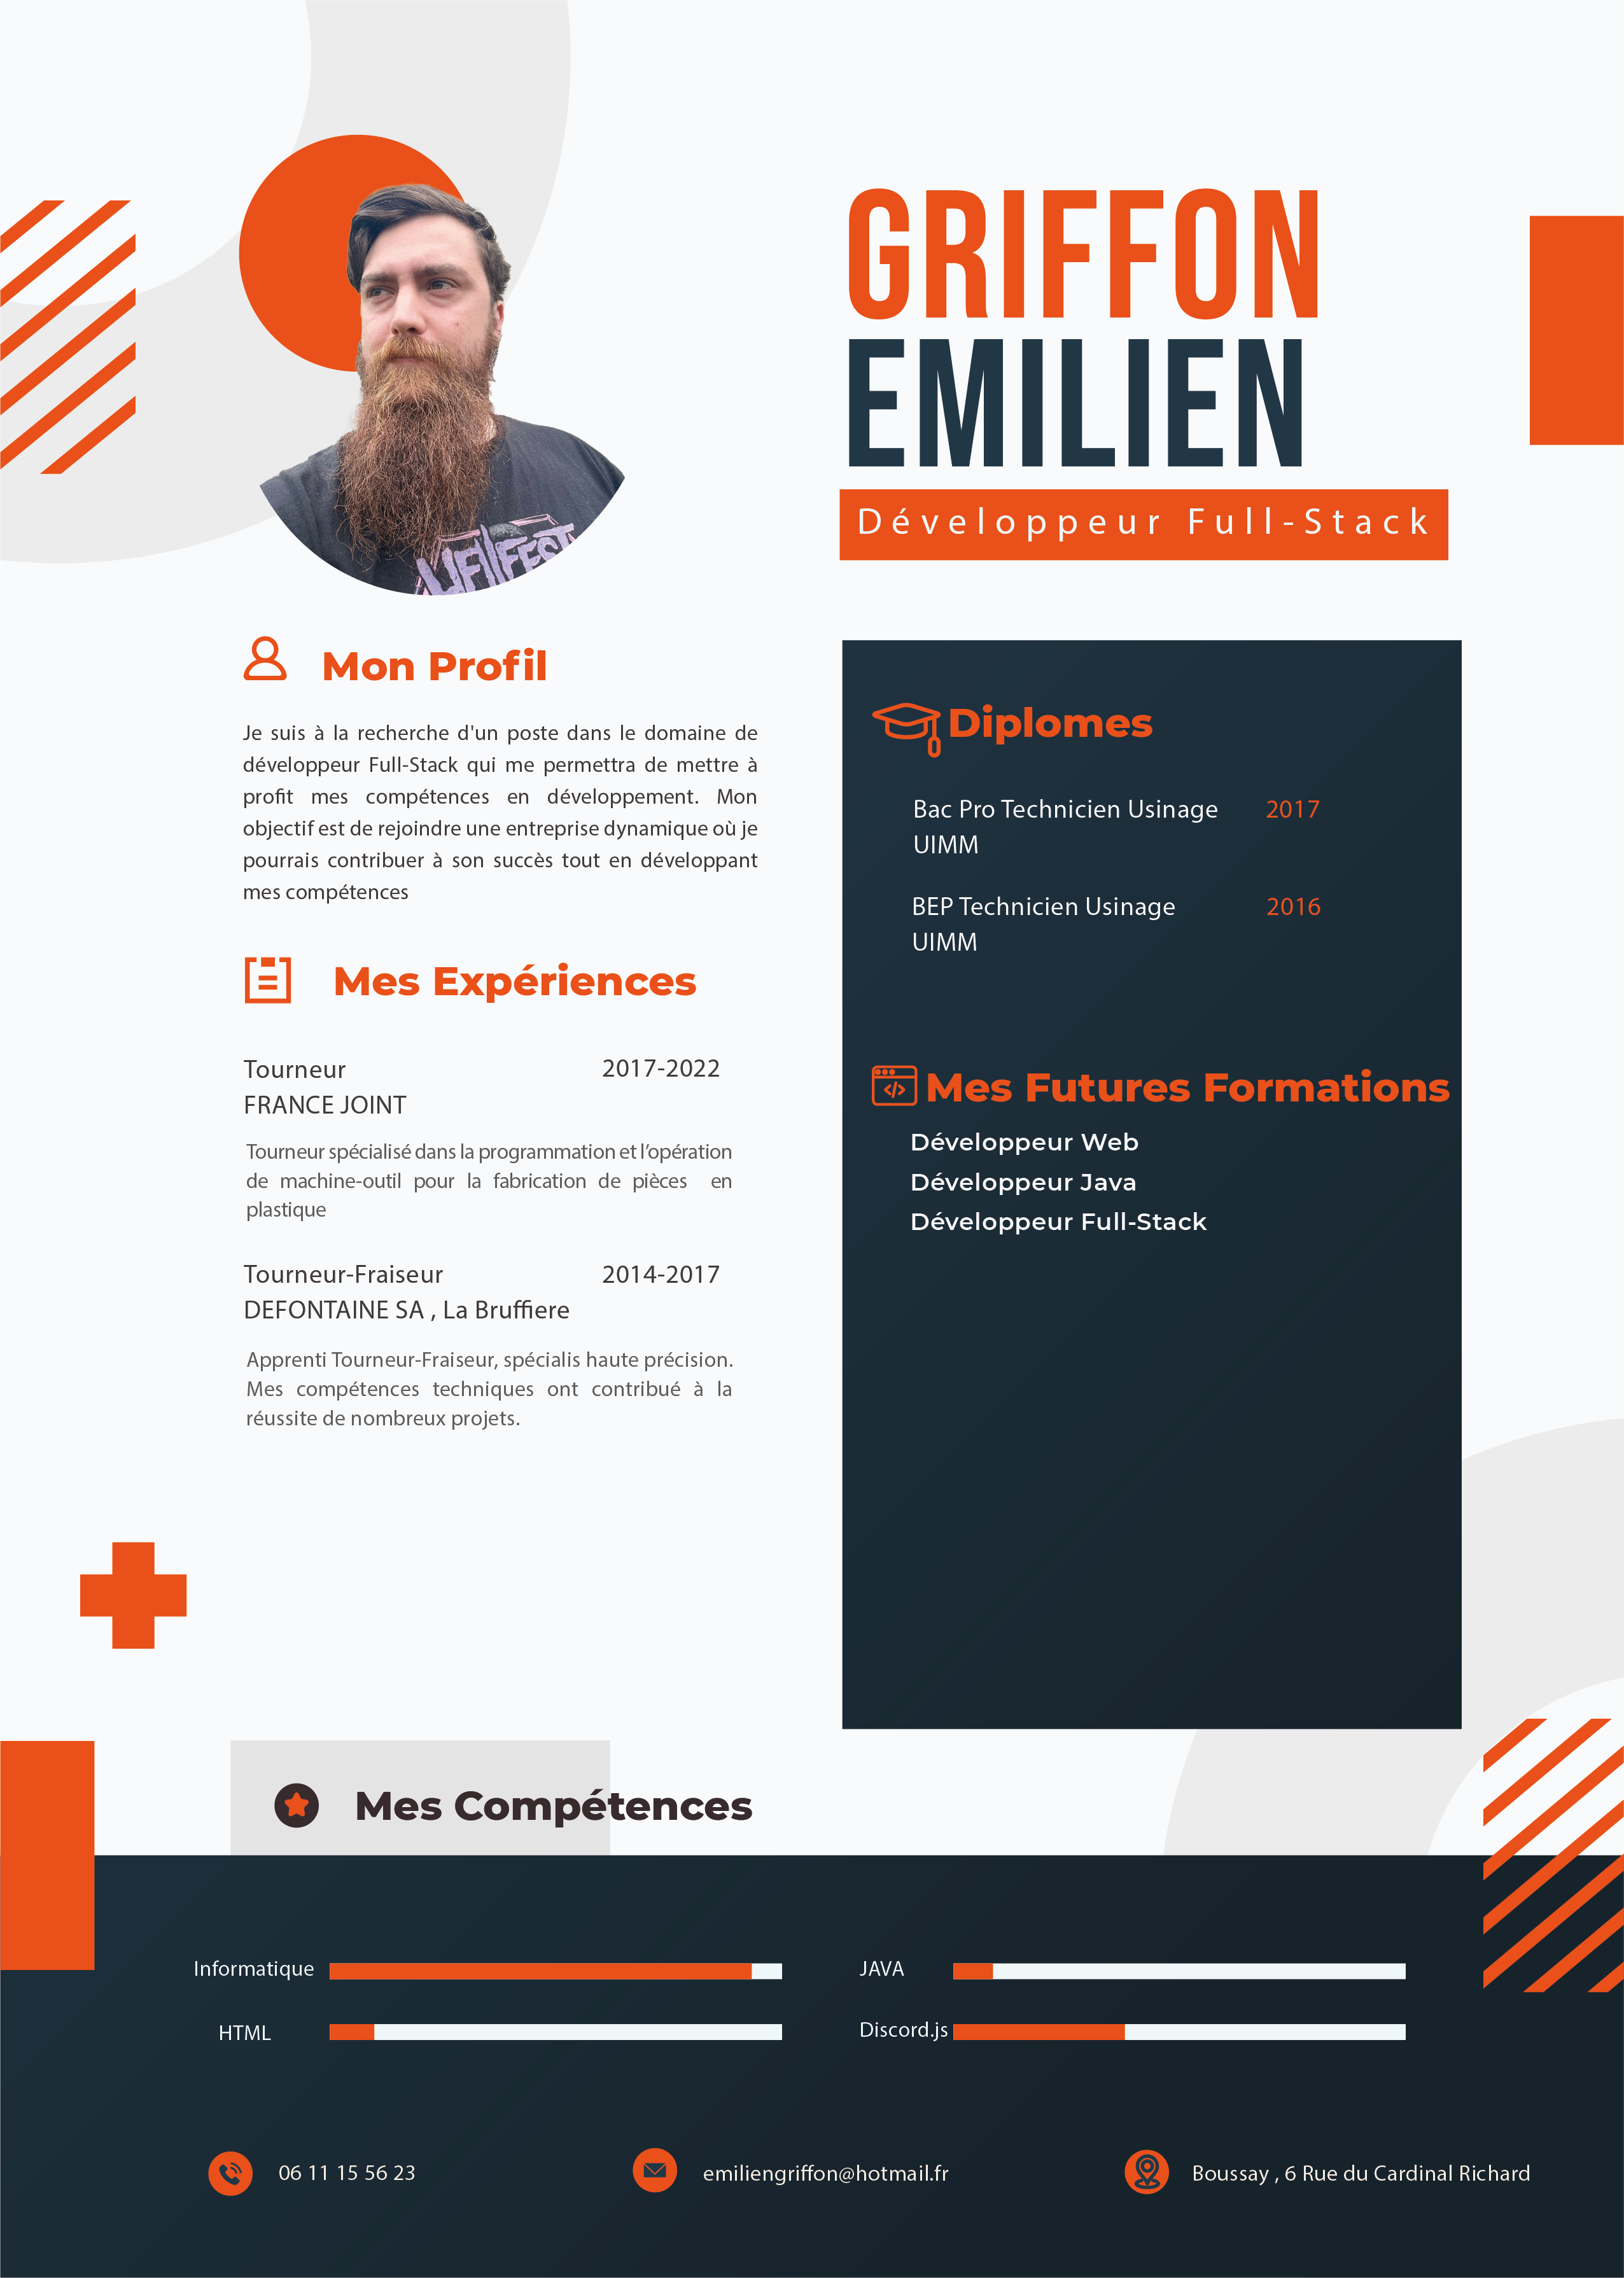 GRIFFON
EMILIEN
Développeur Full-Stack
HELLFEST
Mon Profil
Je suis à la recherche d'un poste dans le domaine de
développeur Full-Stack qui me permettra de mettre à
profit mes compétences en développement. Mon
objectif est de rejoindre une entreprise dynamique où je
pourrais contribuer à son succès tout en développant
mes compétences
Mes Expériences
Tourneur 2017-2022
FRANCE JOINT
Tourneur spécialisé dans la programmation et l’opération
de machine-outil pour la fabrication de pièces en
plastique
Tourneur-Fraiseur 2014-2017
DEFONTAINE SA , La Bruffiere
Apprenti Tourneur-Fraiseur, spécialis haute précision.
Mes compétences techniques ont contribué à la
réussite de nombreux projets.
Diplomes
Bac Pro Technicien Usinage 2017
UIMM
BEP Technicien Usinage 2016
UIMM
Mes Futures Formations
Développeur Web
Développeur Java
Développeur Full-Stack
Mes Compétences
Informatique
JAVA
HTML
Discord.js
06 11 15 56 23
emiliengriffon@hotmail.fr
Boussay , 6 Rue du Cardinal Richard